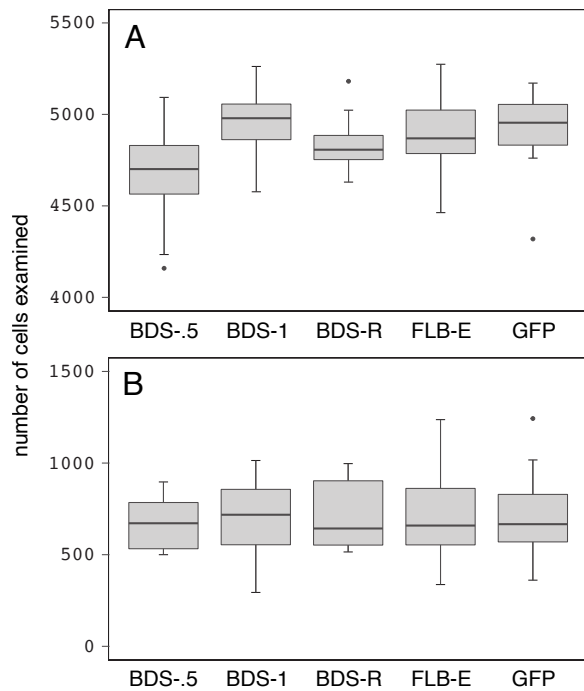 A
5500
5000
4500
4000
BDS-.5 BDS-1 BDS-R FLB-E GFP
number of cells examined
B
1500
1000
500
0
BDS-.5 BDS-1 BDS-R FLB-E GFP